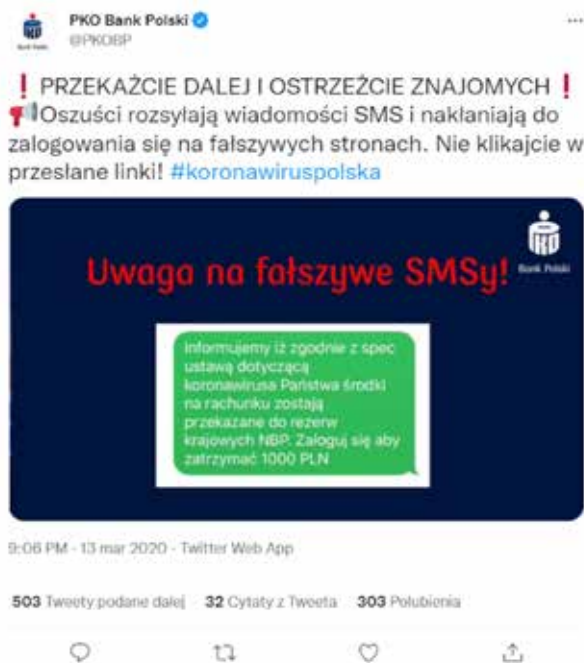 PKO Bank Polski
@PKOBP
❗ PRZEKAŻCIE DALEJ I OSTRZEŻCIE ZNAJOMYCH ❗
📢Oszuści rozsyłają wiadomości SMS i nakłaniają do
zalogowania się na fałszywych stronach. Nie klikajcie w
przesłane linki! #koronawiruspolska
Bank Polski
Uwaga na fałszywe SMSy!
Bank Polski
Informujemy iż zgodnie z spec
ustawą dotyczącą
koronawirusa Państwa środki
na rachunku zostają
przekazane do rezerw
krajowych NBP. Zaloguj się aby
zatrzymać 1000 PLN
9:06 PM · 13 mar 2020 · Twitter Web App
503 Tweety podane dalej 32 Cytaty z Tweeta 303 Polubienia